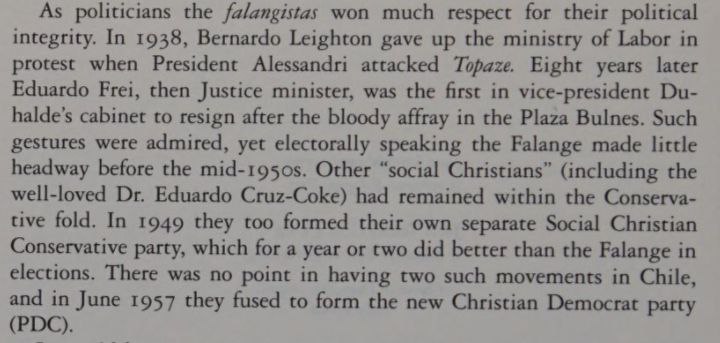 As politicians the falangistas won much respect for their political
integrity. In 1938, Bernardo Leighton gave up the ministry of Labor in
protest when President Alessandri attacked Topaze. Eight years later
Eduardo Frei, then Justice minister, was the first in vice-president Du-
halde's cabinet to resign after the bloody affray in the Plaza Bulnes. Such
gestures were admired, yet electorally speaking the Falange made little
headway before the mid-1950s. Other "social Christians" (including the
well-loved Dr. Eduardo Cruz-Coke) had remained within the Conserva-
tive fold. In 1949 they too formed their own separate Social Christian
Conservative party, which for a year or two did better than the Falange in
elections. There was no point in having two such movements in Chile,
and in June 1957 they fused to form the new Christian Democrat party
(PDC).